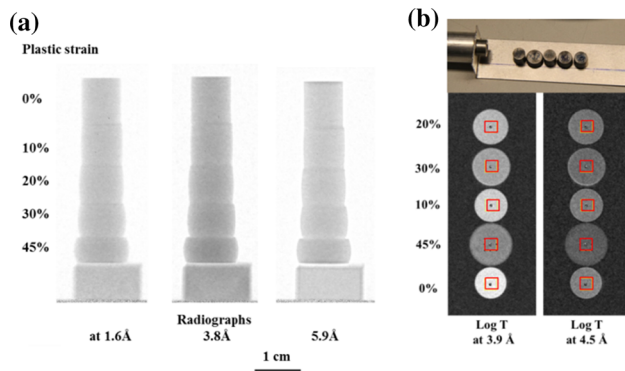 (a)
Plastic strain
0%
10%
20%
30%
45%
Radiographs
at 1.6Å 3.8Å 5.9Å
1 cm
(b)
20%
30%
10%
45%
0%
Log T Log T
at 3.9 Å at 4.5 Å